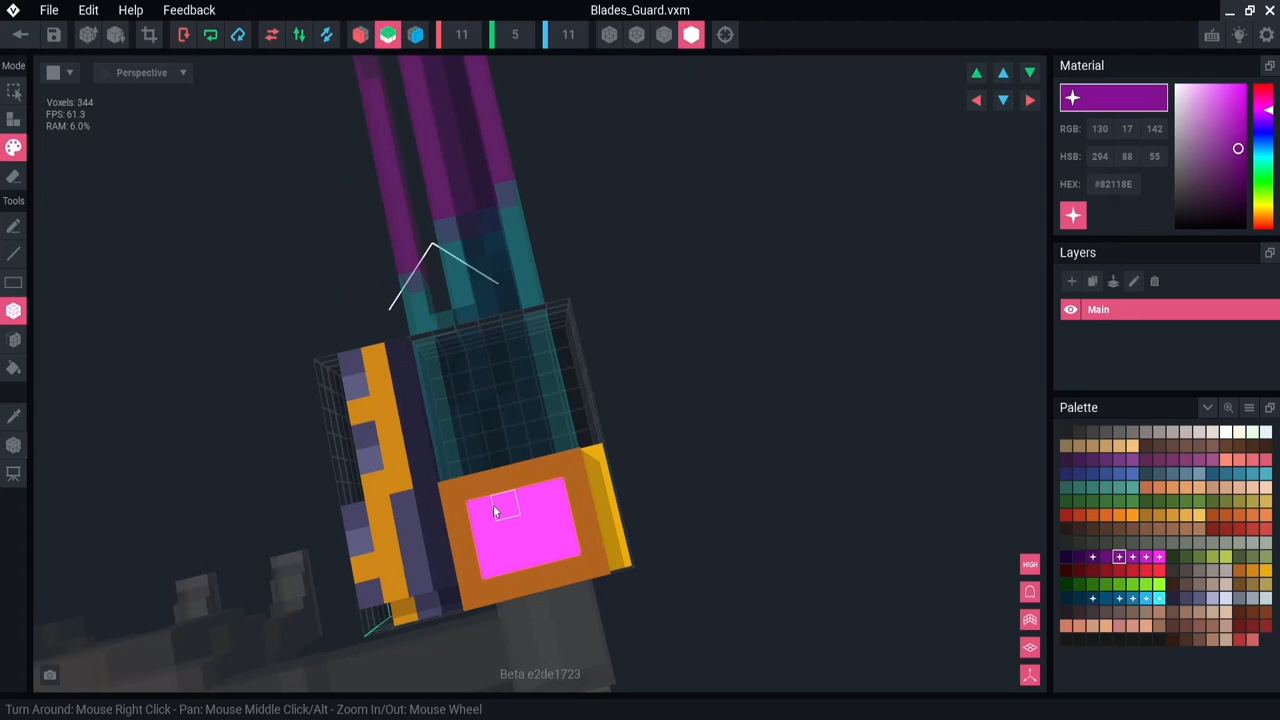 File Edit Help Feedback
Blades_Guard.vxm
11 5 11
Mode
Tools
Perspective
Voxels: 344
FPS: 61.3
RAM: 6.0%
Material
RGB: 130 17 142
HSB: 294 88 55
HEX: #82118E
Layers
Main
Palette
HIGH
Beta e2de1723
Turn Around: Mouse Right Click - Pan: Mouse Middle Click/Alt - Zoom In/Out: Mouse Wheel